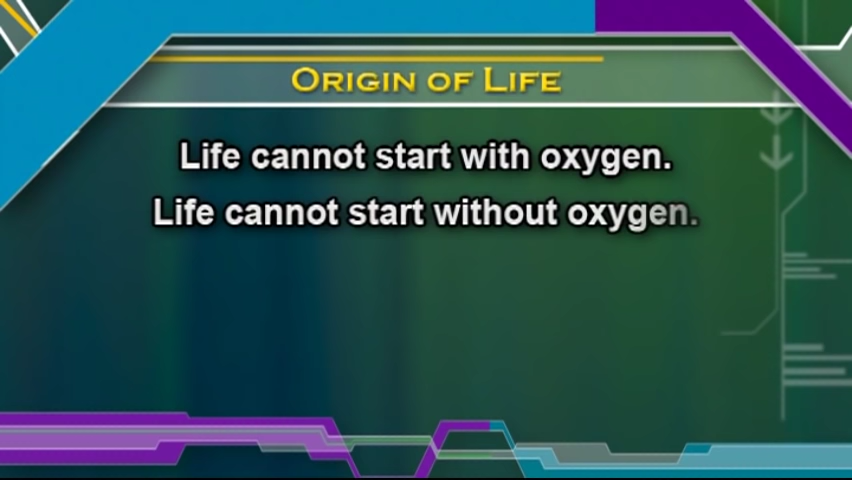 Origin of Life
Life cannot start with oxygen.
Life cannot start without oxygen.